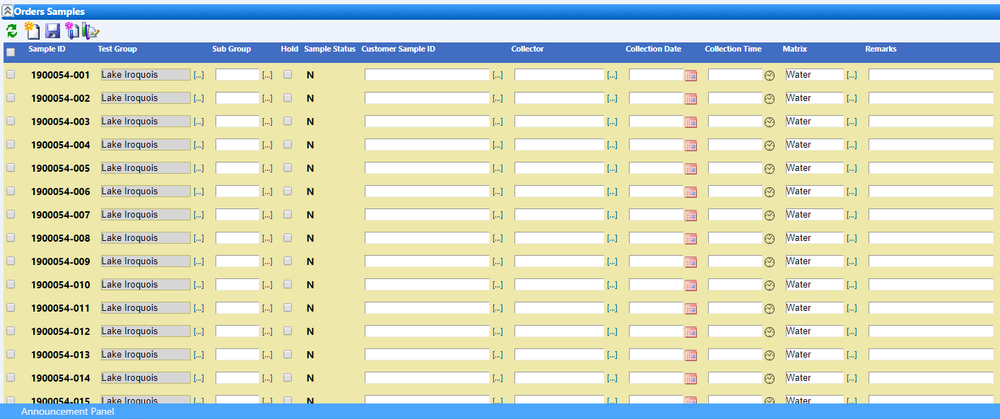 Orders Samples
Sample ID Test Group Sub Group Hold Sample Status Customer Sample ID Collector Collection Date Collection Time Matrix Remarks
1900054-001 Lake Iroquois [...] [...] N [...] [...] Water [...]
1900054-002 Lake Iroquois [...] [...] N [...] [...] Water [...]
1900054-003 Lake Iroquois [...] [...] N [...] [...] Water [...]
1900054-004 Lake Iroquois [...] [...] N [...] [...] Water [...]
1900054-005 Lake Iroquois [...] [...] N [...] [...] Water [...]
1900054-006 Lake Iroquois [...] [...] N [...] [...] Water [...]
1900054-007 Lake Iroquois [...] [...] N [...] [...] Water [...]
1900054-008 Lake Iroquois [...] [...] N [...] [...] Water [...]
1900054-009 Lake Iroquois [...] [...] N [...] [...] Water [...]
1900054-010 Lake Iroquois [...] [...] N [...] [...] Water [...]
1900054-011 Lake Iroquois [...] [...] N [...] [...] Water [...]
1900054-012 Lake Iroquois [...] [...] N [...] [...] Water [...]
1900054-013 Lake Iroquois [...] [...] N [...] [...] Water [...]
1900054-014 Lake Iroquois [...] [...] N [...] [...] Water [...]
1900054-015 Lake Iroquois [...] [...] N [...] [...] Water [...]
Announcement Panel